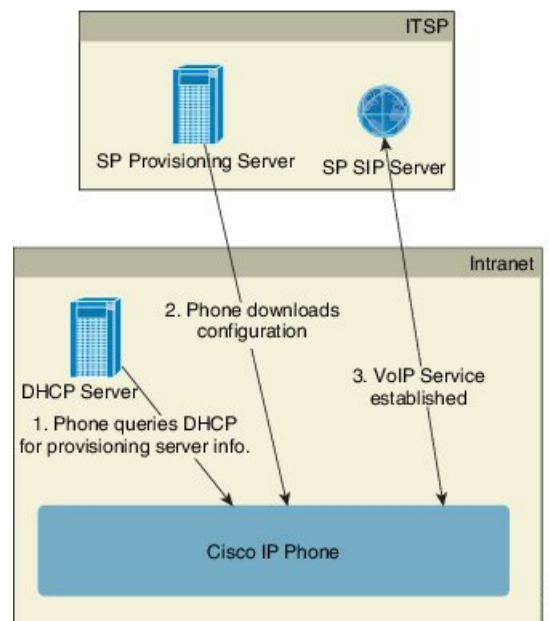 ITSP
SP Provisioning Server
SP SIP Server
Intranet
2. Phone downloads
configuration
3. VoIP Service
established
DHCP Server
1. Phone queries DHCP
for provisioning server info.
Cisco IP Phone